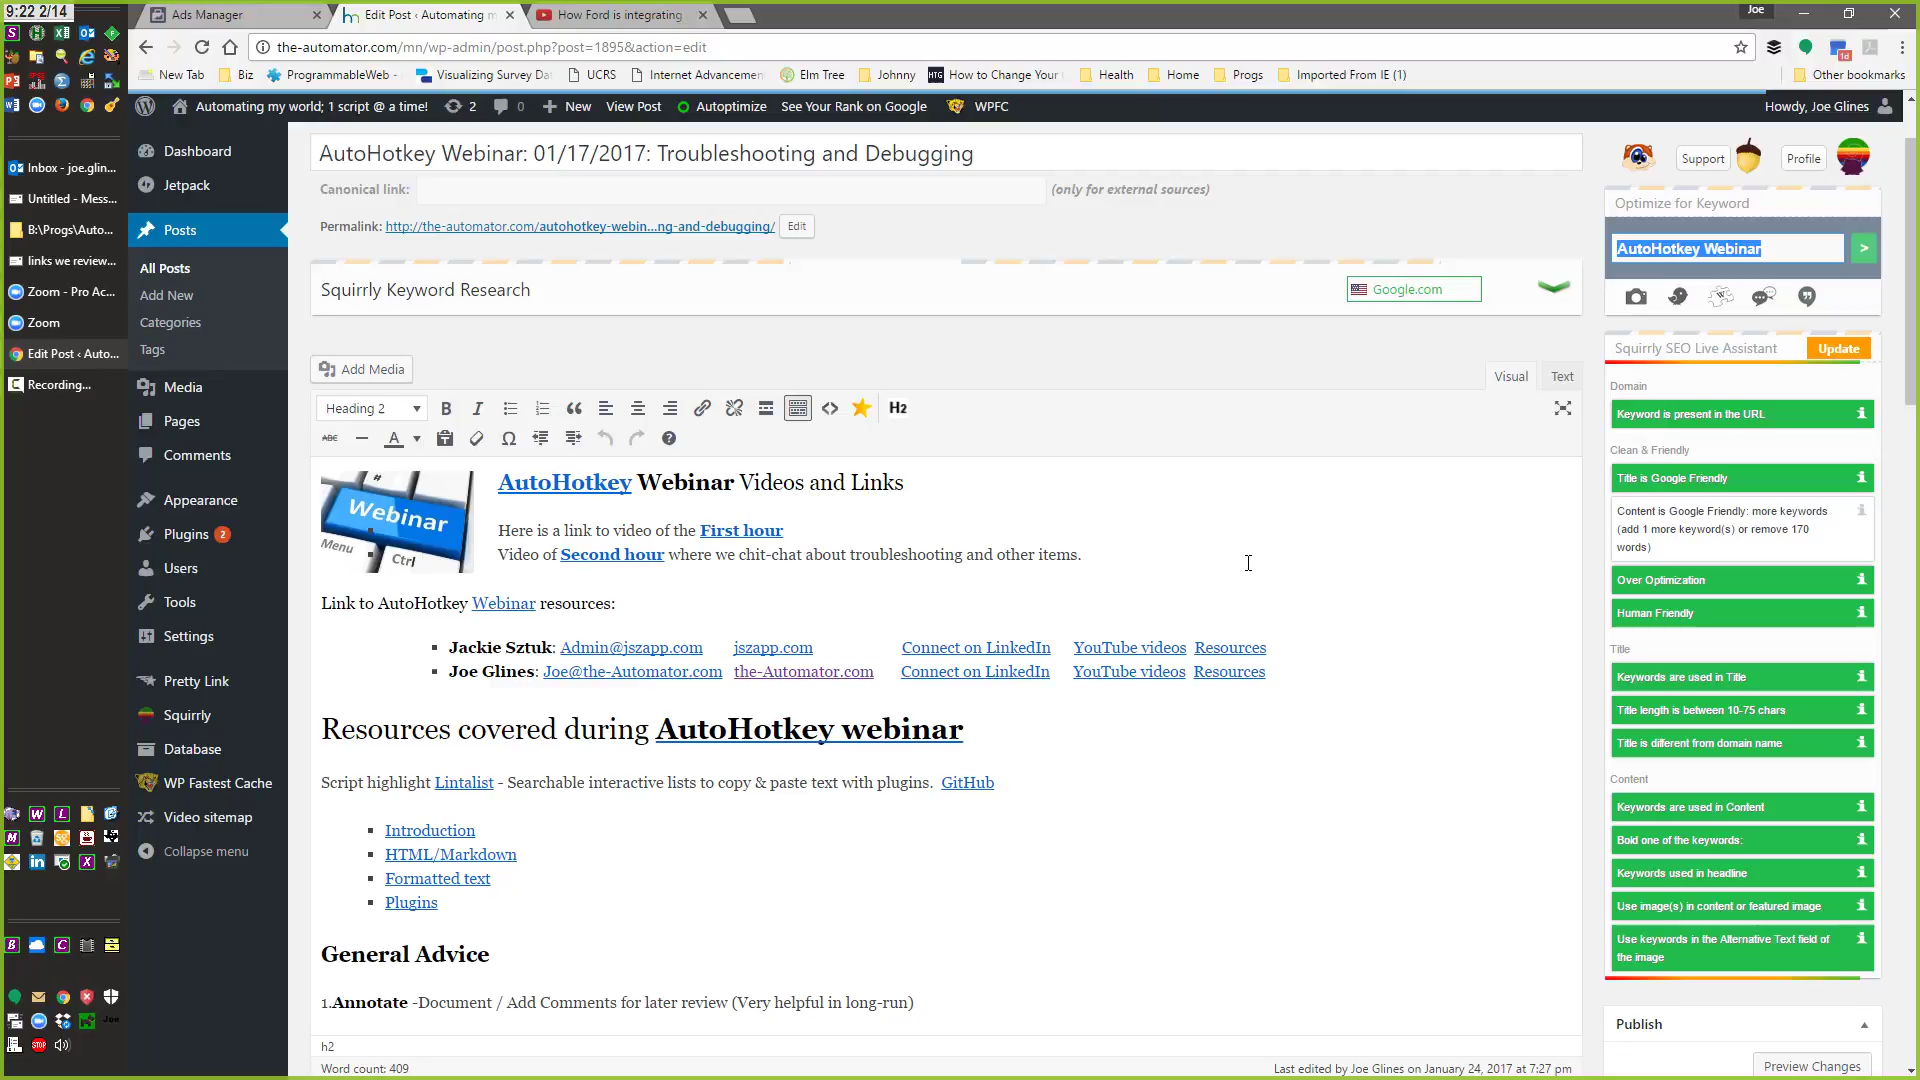 9:22 2/14
Ads Manager
Edit Post ‹ Automating m
How Ford is integrating
Joe
the-automator.com/mn/wp-admin/post.php?post=1895&action=edit
New Tab
Biz
ProgrammableWeb -
Visualizing Survey Da
UCRS
Internet Advancemen
Elm Tree
Johnny
HTG How to Change Your
Health
Home
Progs
Imported From IE (1)
Other bookmarks
Automating my world; 1 script @ a time!
2
0
New
View Post
Autoptimize
See Your Rank on Google
WPFC
Howdy, Joe Glines
Inbox - joe.glin...
Untitled - Mess...
B:\Progs\Auto...
links we review...
Zoom - Pro Ac...
Zoom
Edit Post ‹ Auto...
Recording...
Dashboard
Jetpack
Posts
All Posts
Add New
Categories
Tags
Media
Pages
Comments
Appearance
Plugins 2
Users
Tools
Settings
Pretty Link
Squirrly
Database
WP Fastest Cache
Video sitemap
Collapse menu
AutoHotkey Webinar: 01/17/2017: Troubleshooting and Debugging
Canonical link:
(only for external sources)
Permalink: http://the-automator.com/autohotkey-webin...ng-and-debugging/ Edit
Squirrly Keyword Research
Google.com
Add Media
Visual
Text
Heading 2
B I
H2
ABC
A
Webinar
Menu
Ctrl
#
AutoHotkey Webinar Videos and Links
Here is a link to video of the First hour
Video of Second hour where we chit-chat about troubleshooting and other items.
Link to AutoHotkey Webinar resources:
Jackie Sztuk: Admin@jszapp.com jszapp.com Connect on LinkedIn YouTube videos Resources
Joe Glines: Joe@the-Automator.com the-Automator.com Connect on LinkedIn YouTube videos Resources
Resources covered during AutoHotkey webinar
Script highlight Lintalist - Searchable interactive lists to copy & paste text with plugins. GitHub
Introduction
HTML/Markdown
Formatted text
Plugins
General Advice
1.Annotate -Document / Add Comments for later review (Very helpful in long-run)
h2
Word count: 409
Last edited by Joe Glines on January 24, 2017 at 7:27 pm
Support
Profile
Optimize for Keyword
AutoHotkey Webinar
>
Squirrly SEO Live Assistant
Update
Domain
Keyword is present in the URL
Clean & Friendly
Title is Google Friendly
Content is Google Friendly: more keywords
(add 1 more keyword(s) or remove 170
words)
Over Optimization
Human Friendly
Title
Keywords are used in Title
Title length is between 10-75 chars
Title is different from domain name
Content
Keywords are used in Content
Bold one of the keywords:
Keywords used in headline
Use image(s) in content or featured image
Use keywords in the Alternative Text field of
the image
Publish
Preview Changes